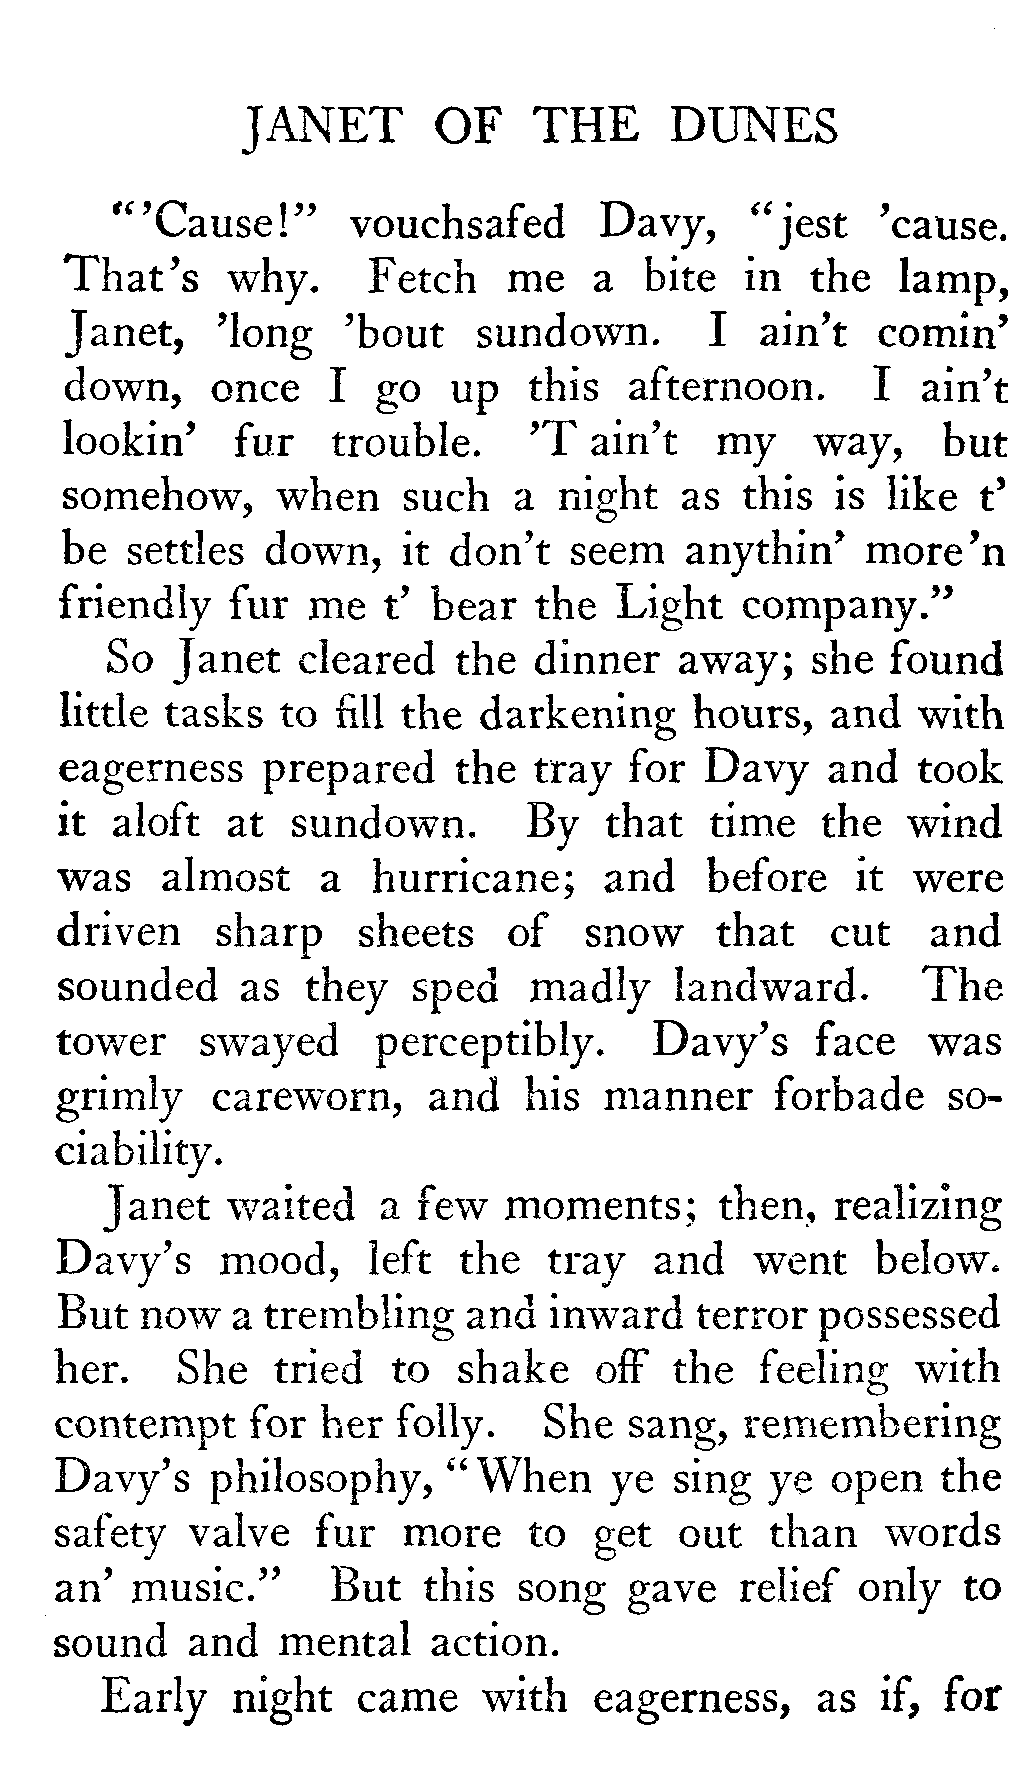 JANET OF THE DUNES
“’Cause!” vouchsafed Davy, “jest ’cause.
That’s why. Fetch me a bite in the lamp,
Janet, ’long ’bout sundown. I ain’t comin’
down, once I go up this afternoon. I ain’t
lookin’ fur trouble. ’T ain’t my way, but
somehow, when such a night as this is like t’
be settles down, it don’t seem anythin’ more’n
friendly fur me t’ bear the Light company.”
So Janet cleared the dinner away; she found
little tasks to fill the darkening hours, and with
eagerness prepared the tray for Davy and took
it aloft at sundown. By that time the wind
was almost a hurricane; and before it were
driven sharp sheets of snow that cut and
sounded as they sped madly landward. The
tower swayed perceptibly. Davy’s face was
grimly careworn, and his manner forbade so-
ciability.
Janet waited a few moments; then, realizing
Davy’s mood, left the tray and went below.
But now a trembling and inward terror possessed
her. She tried to shake off the feeling with
contempt for her folly. She sang, remembering
Davy’s philosophy, “When ye sing ye open the
safety valve fur more to get out than words
an’ music.” But this song gave relief only to
sound and mental action.
Early night came with eagerness, as if, for